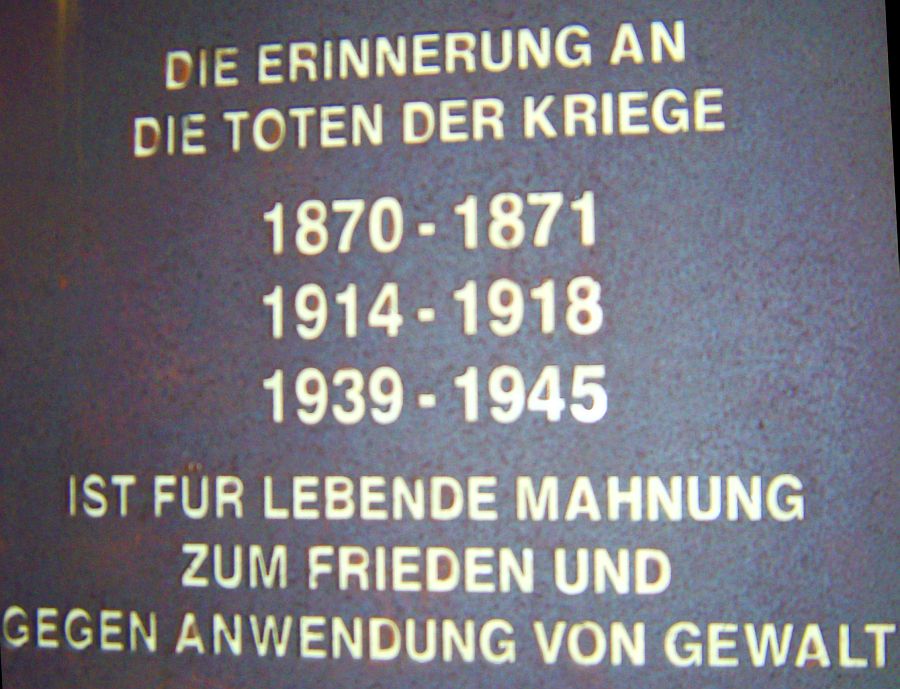 DIE ERINNERUNG AN
DIE TOTEN DER KRIEGE
1870 - 1871
1914 - 1918
1939 - 1945
IST FÜR LEBENDE MAHNUNG
ZUM FRIEDEN UND
GEGEN ANWENDUNG VON GEWALT